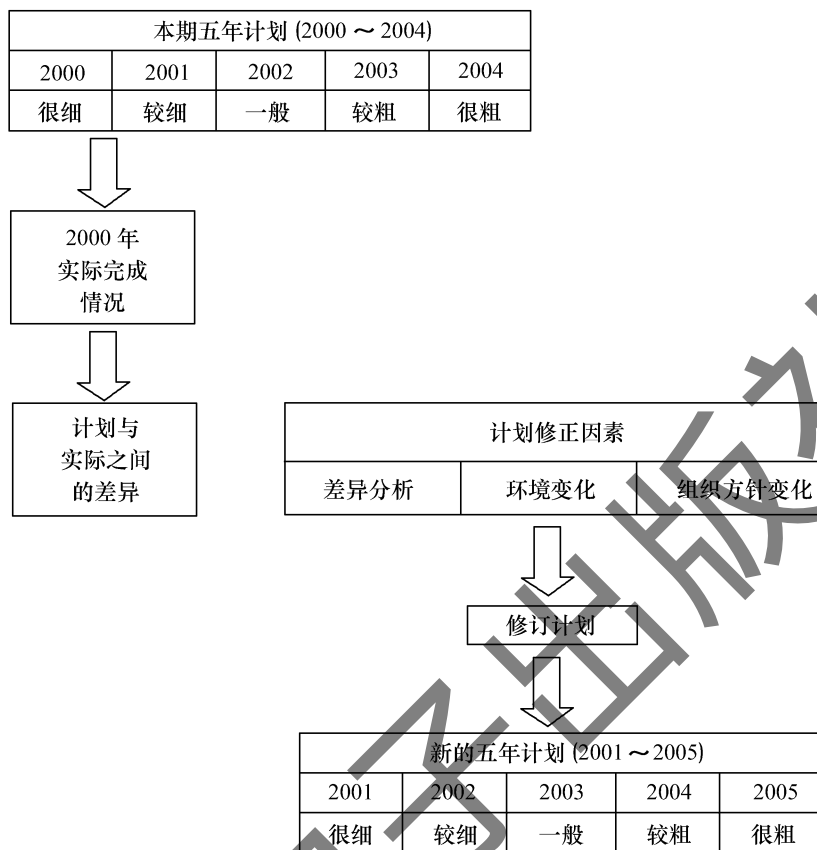 本期五年计划 (2000 ～ 2004)
2000 2001 2002 2003 2004
很细 较细 一般 较粗 很粗
2000 年
实际完成
情况
计划与
实际之间
的差异
计划修正因素
差异分析 环境变化 组织方针变化
修订计划
新的五年计划 (2001 ～ 2005)
2001 2002 2003 2004 2005
很细 较细 一般 较粗 很粗
子出版之